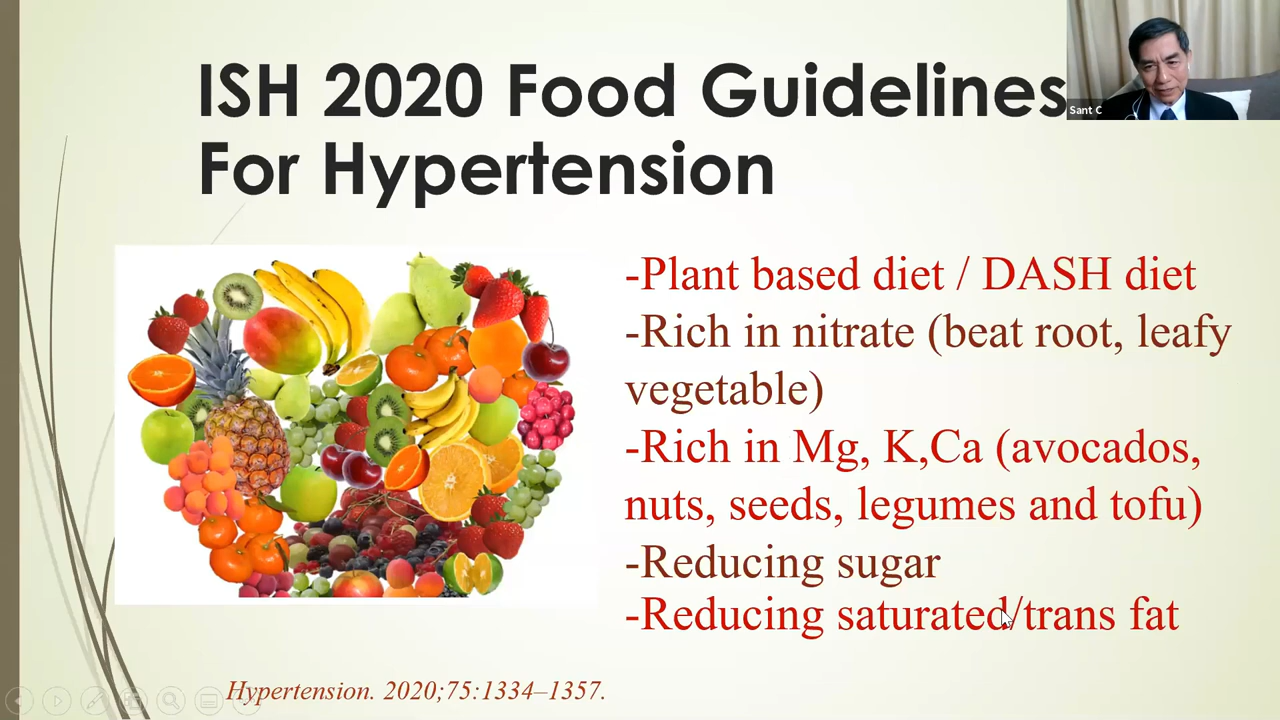 ISH 2020 Food Guidelines
For Hypertension
Sant C
-Plant based diet / DASH diet
-Rich in nitrate (beat root, leafy
vegetable)
-Rich in Mg, K,Ca (avocados,
nuts, seeds, legumes and tofu)
-Reducing sugar
-Reducing saturated/trans fat
Hypertension. 2020;75:1334–1357.